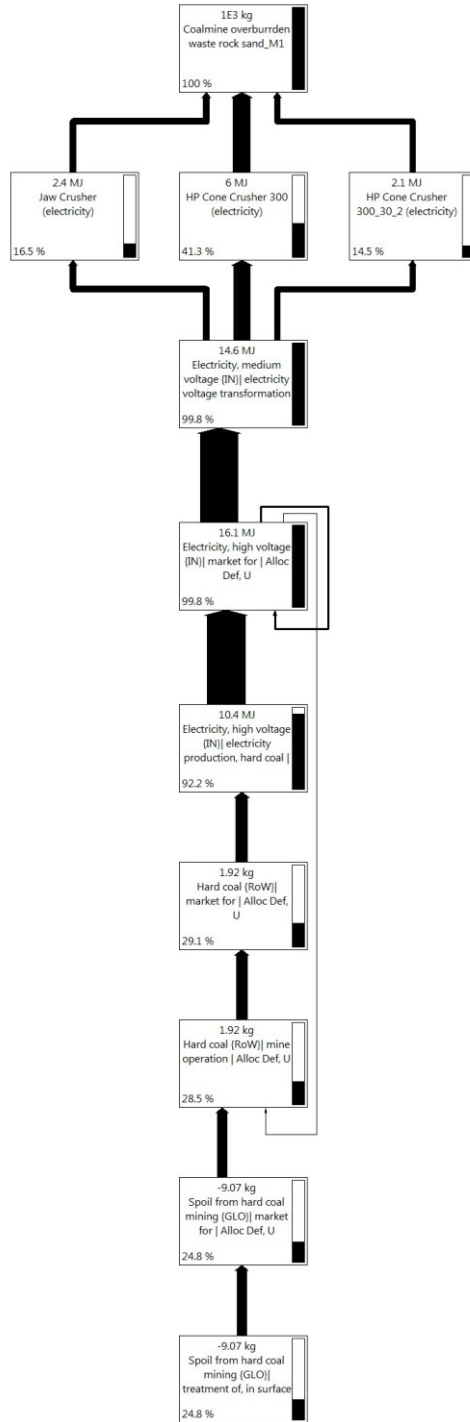 1E3 kg
Coalmine overburrden
waste rock sand_M1
100 %
2.4 MJ
Jaw Crusher
(electricity)
16.5 %
6 MJ
HP Cone Crusher 300
(electricity)
41.3 %
2.1 MJ
HP Cone Crusher
300_30_2 (electricity)
14.5 %
14.6 MJ
Electricity, medium
voltage {IN}| electricity
voltage transformation
99.8 %
16.1 MJ
Electricity, high voltage
{IN}| market for | Alloc
Def, U
99.8 %
10.4 MJ
Electricity, high voltage
{IN}| electricity
production, hard coal |
92.2 %
1.92 kg
Hard coal {RoW}|
market for | Alloc Def,
U
29.1 %
1.92 kg
Hard coal {RoW}| mine
operation | Alloc Def, U
28.5 %
-9.07 kg
Spoil from hard coal
mining {GLO}| market
for | Alloc Def, U
24.8 %
-9.07 kg
Spoil from hard coal
mining {GLO}|
treatment of, in surface
24.8 %